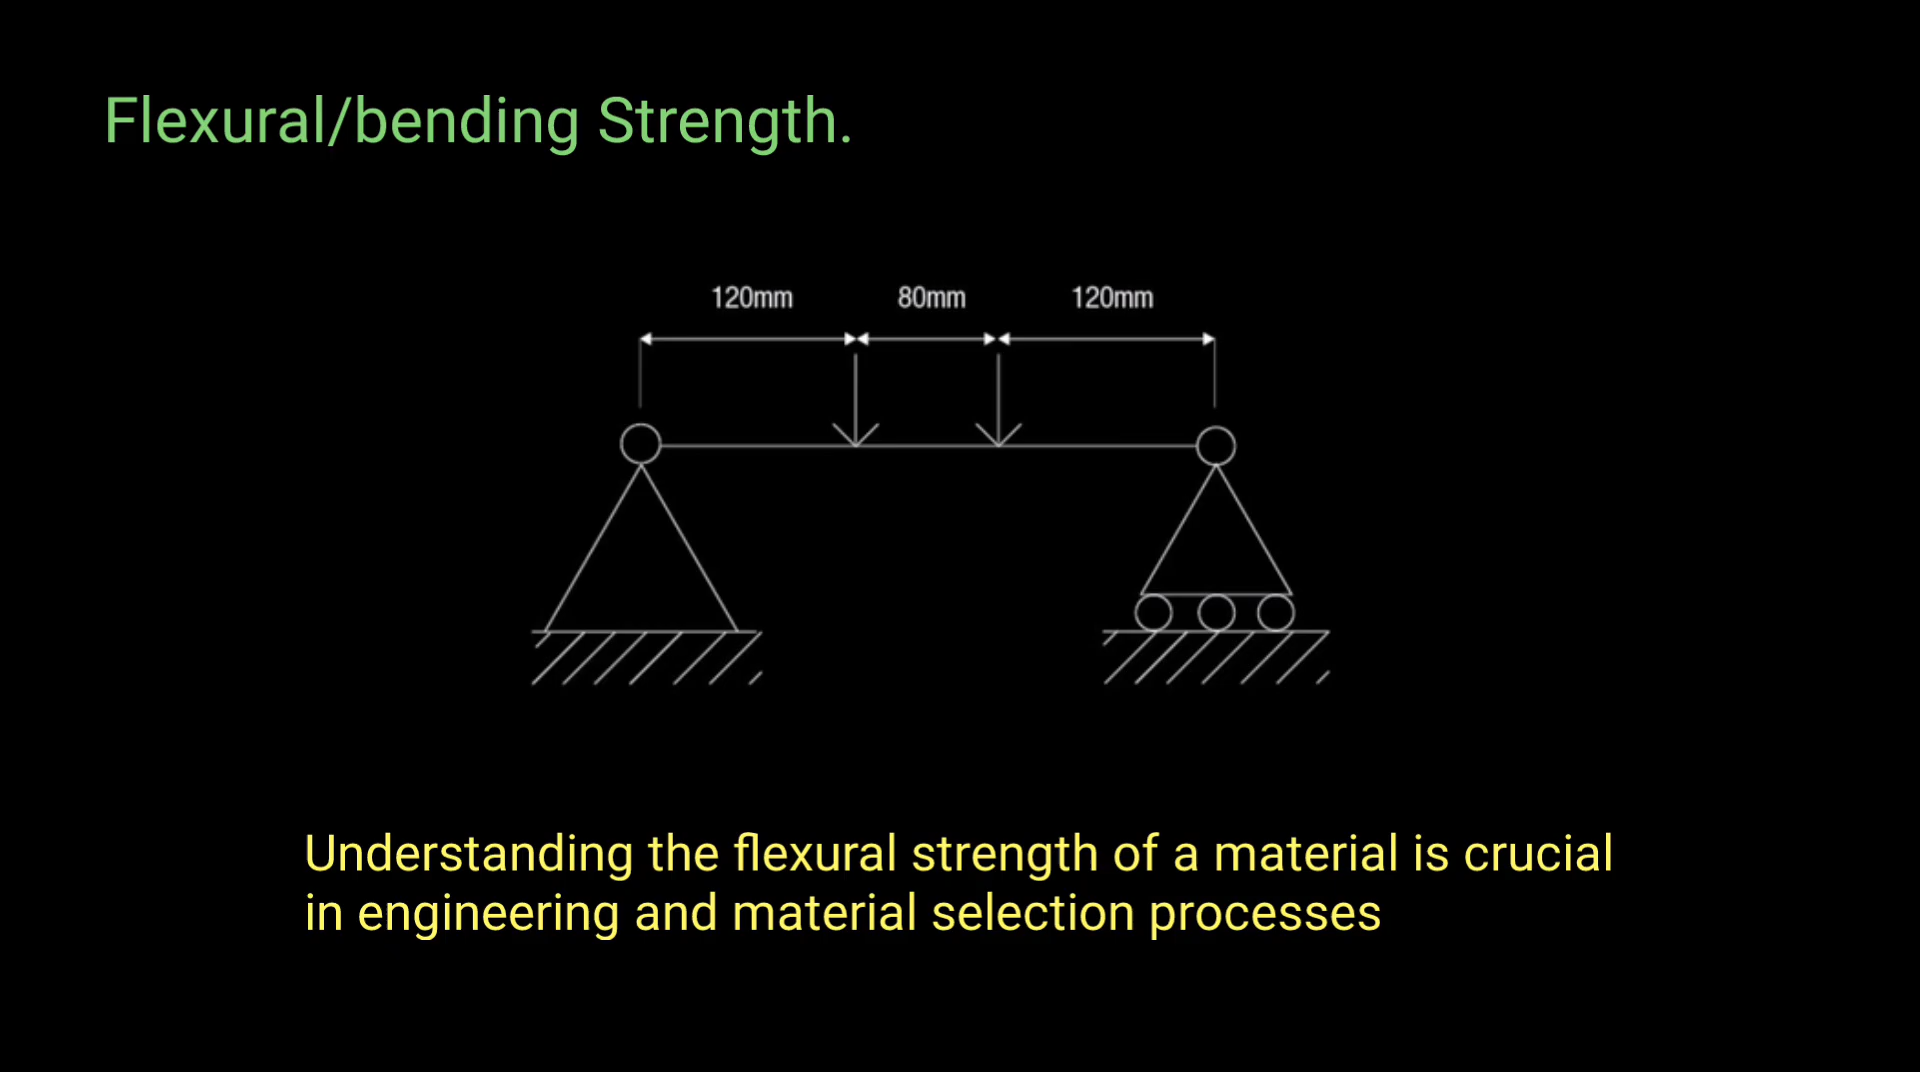 Flexural/bending Strength.
120mm 80mm 120mm
Understanding the flexural strength of a material is crucial
in engineering and material selection processes